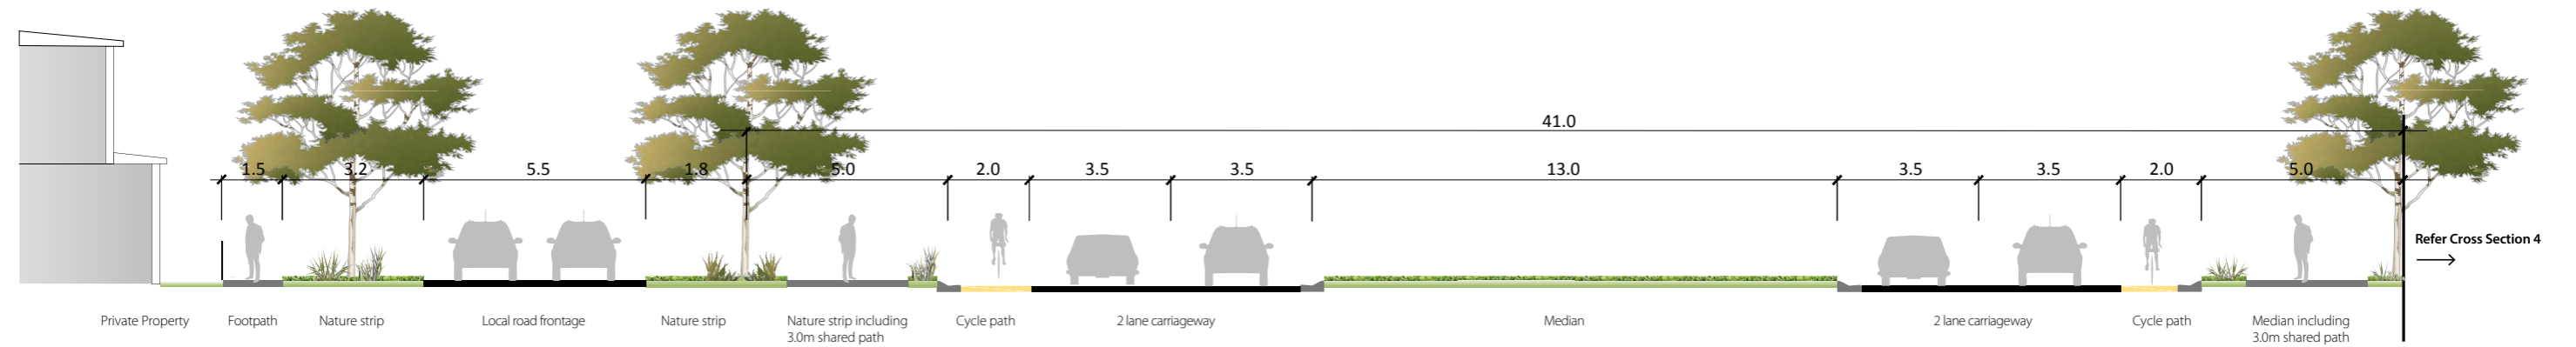 41.0
1.5 3.2 5.5 1.8 5.0 2.0 3.5 3.5 13.0 3.5 3.5 2.0 5.0
Refer Cross Section 4
Private Property Footpath Nature strip Local road frontage Nature strip Nature strip including Cycle path 2 lane carriageway Median 2 lane carriageway Cycle path Median including
3.0m shared path 3.0m shared path